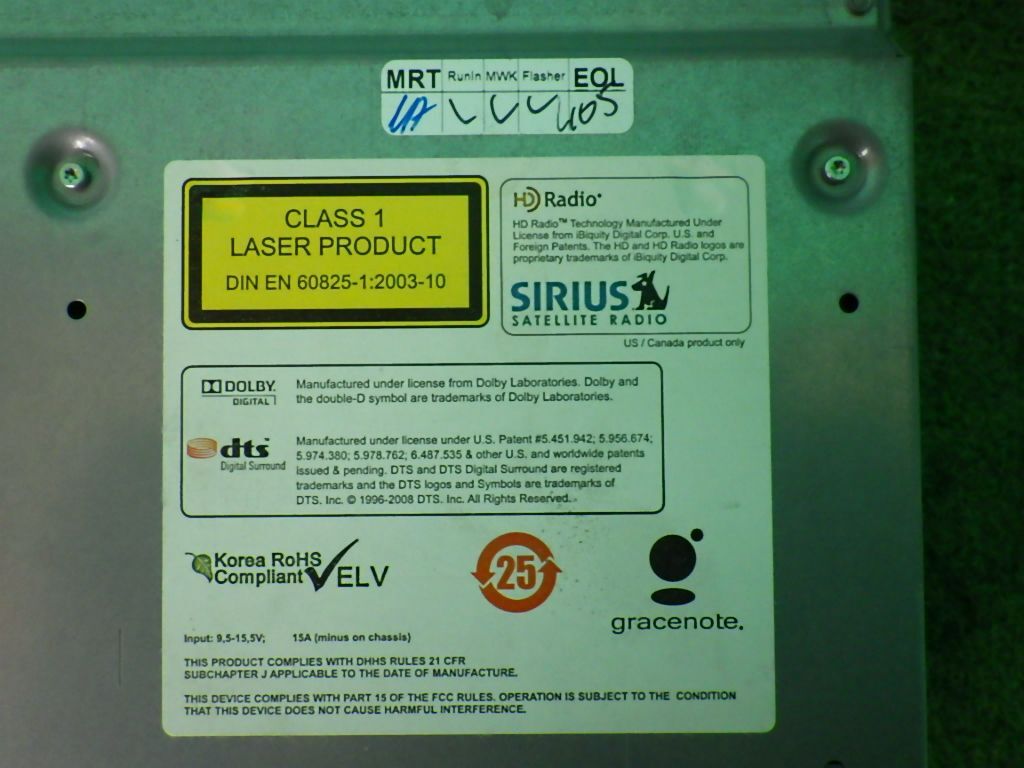 MRT Runin MWK Flasher EOL
405
CLASS 1
LASER PRODUCT
DIN EN 60825-1:2003-10
HD Radio
HD Radio™ Technology Manufactured Under
License from iBiquity Digital Corp. U.S. and
Foreign Patents. The HD and HD Radio logos are
proprietary trademarks of iBiquity Digital Corp.
SIRIUS
SATELLITE RADIO
US / Canada product only
DOLBY
DIGITAL
Manufactured under license from Dolby Laboratories. Dolby and
the double-D symbol are trademarks of Dolby Laboratories.
dts
Digital Surround
Manufactured under license under U.S. Patent #5.451.942; 5.956.674;
5.974.380; 5.978.762; 6.487.535 & other U.S. and worldwide patents
issued & pending. DTS and DTS Digital Surround are registered
trademarks and the DTS logos and Symbols are trademarks of
DTS. Inc. © 1996-2008 DTS. Inc. All Rights Reserved.
Korea RoHS
Compliant ELV
25
gracenote.
Input: 9,5-15,5V; 15A (minus on chassis)
THIS PRODUCT COMPLIES WITH DHHS RULES 21 CFR
SUBCHAPTER J APPLICABLE TO THE DATE OF MANUFACTURE.
THIS DEVICE COMPLIES WITH PART 15 OF THE FCC RULES. OPERATION IS SUBJECT TO THE CONDITION
THAT THIS DEVICE DOES NOT CAUSE HARMFUL INTERFERENCE.